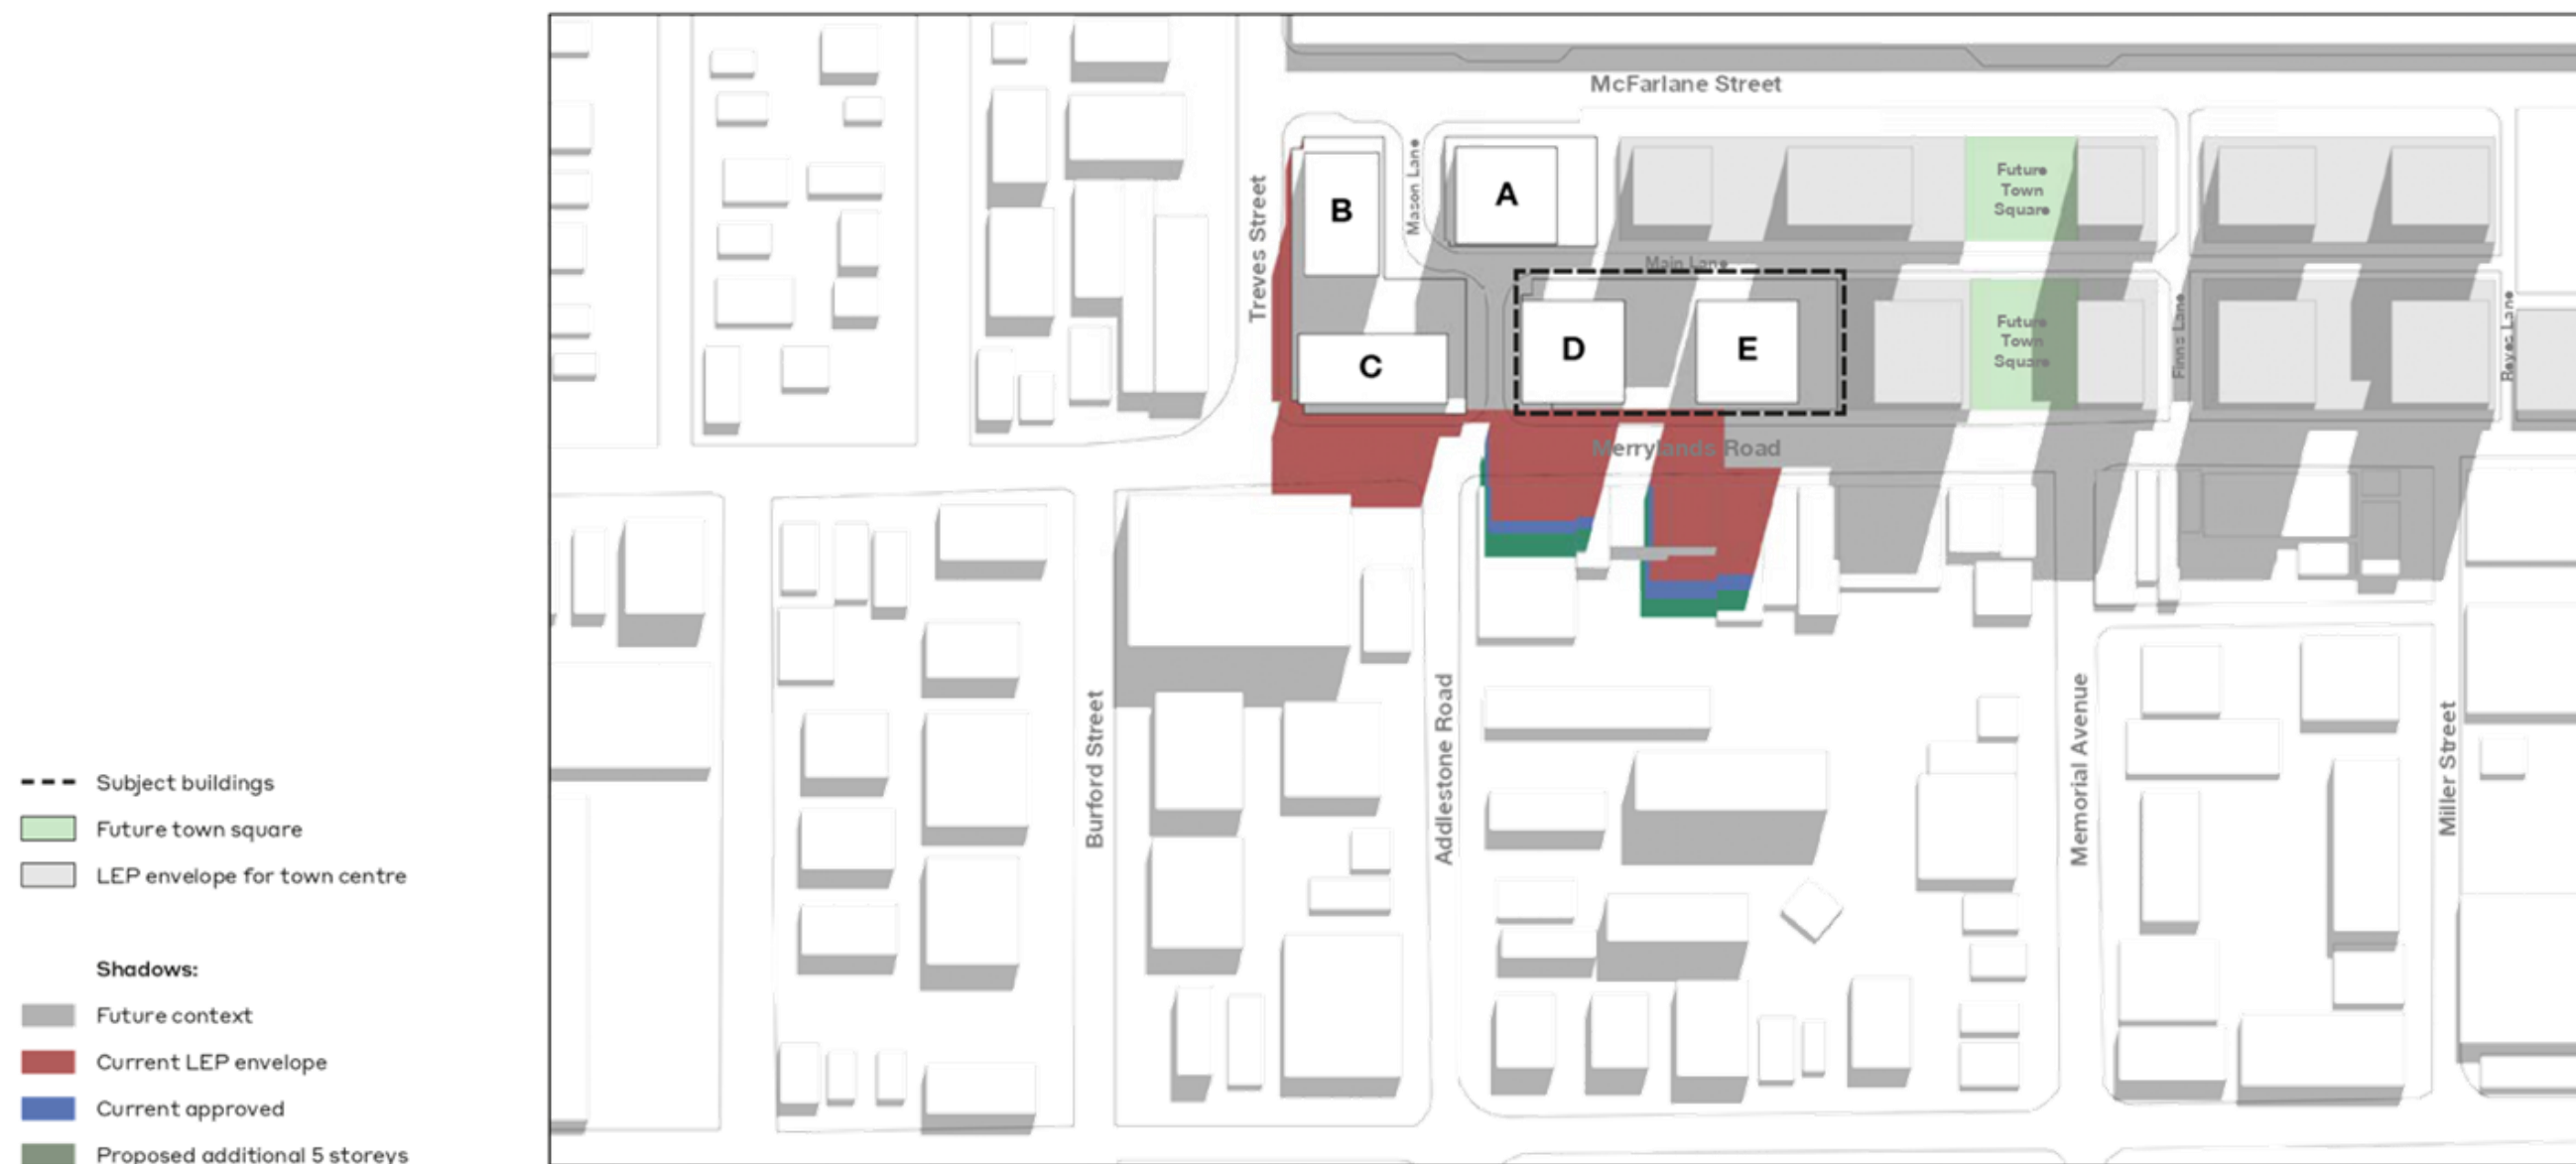 McFarlane Street
Treves Street
Mason Lane
B
A
Future
Town
Square
Main Lane
C
D
E
Future
Town
Square
Finns Lane
Reyes Lane
Merrylands Road
Burford Street
Addlestone Road
Memorial Avenue
Miller Street
Subject buildings
Future town square
LEP envelope for town centre
Shadows:
Future context
Current LEP envelope
Current approved
Proposed additional 5 storeys